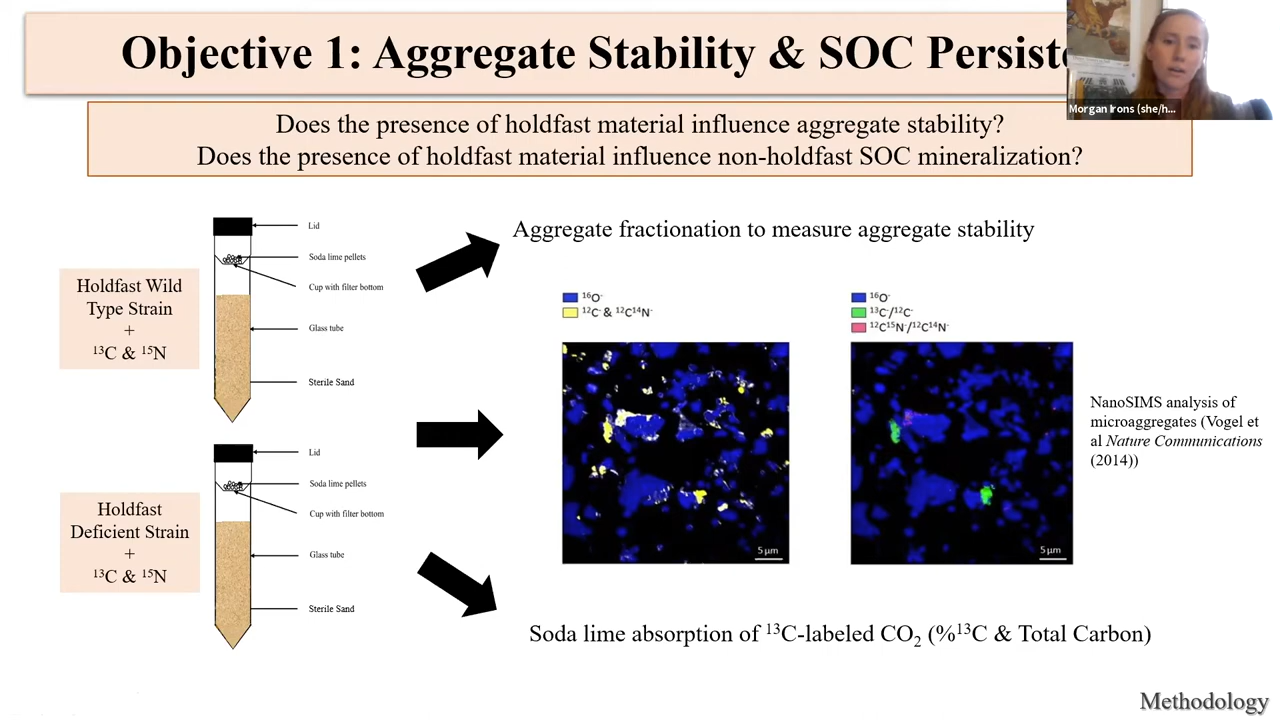 Objective 1: Aggregate Stability & SOC Persiste
Morgan Irons (she/h...
Does the presence of holdfast material influence aggregate stability?
Does the presence of holdfast material influence non-holdfast SOC mineralization?
Holdfast Wild
Type Strain
+
¹³C & ¹⁵N
Lid
Soda lime pellets
Cup with filter bottom
Glass tube
Sterile Sand
Holdfast
Deficient Strain
+
¹³C & ¹⁵N
Lid
Soda lime pellets
Cup with filter bottom
Glass tube
Sterile Sand
Aggregate fractionation to measure aggregate stability
¹⁶O⁻
¹²C⁻ & ¹²C¹⁴N⁻
5 µm
¹⁶O⁻
¹³C⁻/¹²C⁻
¹²C¹⁵N⁻/¹²C¹⁴N⁻
5 µm
NanoSIMS analysis of
microaggregates (Vogel et
al Nature Communications
(2014))
Soda lime absorption of ¹³C-labeled CO₂ (%¹³C & Total Carbon)
Methodology